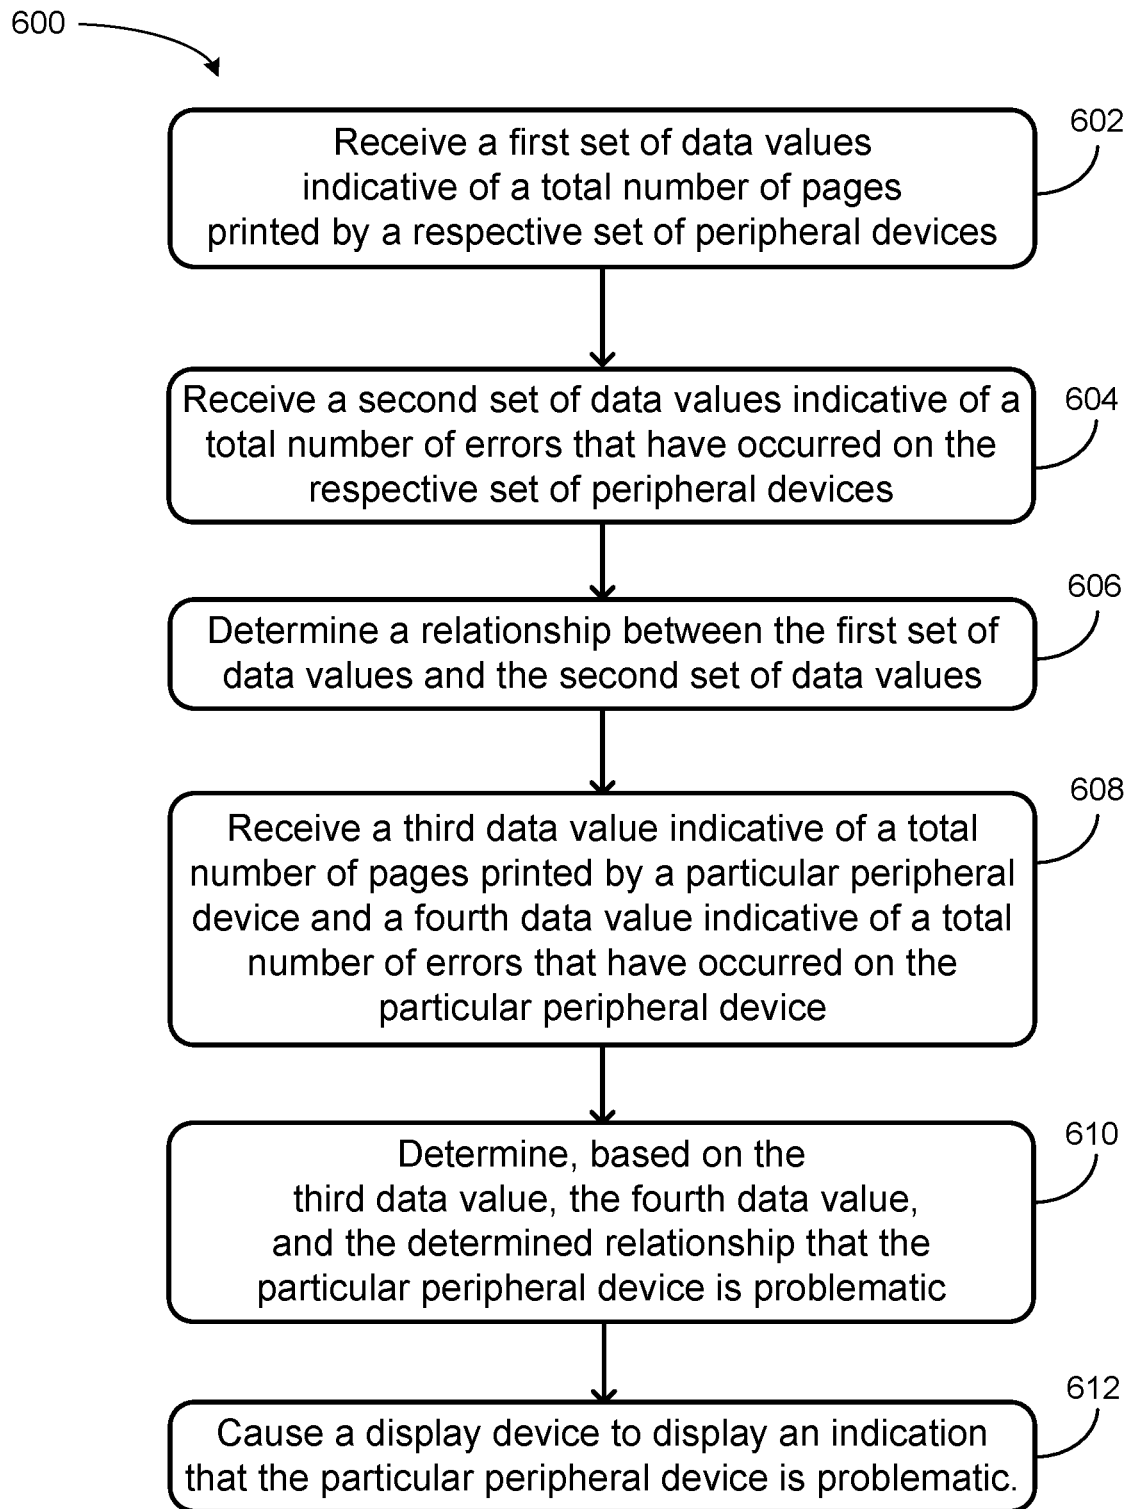 600
602
Receive a first set of data values
indicative of a total number of pages
printed by a respective set of peripheral devices
604
Receive a second set of data values indicative of a
total number of errors that have occurred on the
respective set of peripheral devices
606
Determine a relationship between the first set of
data values and the second set of data values
608
Receive a third data value indicative of a total
number of pages printed by a particular peripheral
device and a fourth data value indicative of a total
number of errors that have occurred on the
particular peripheral device
610
Determine, based on the
third data value, the fourth data value,
and the determined relationship that the
particular peripheral device is problematic
612
Cause a display device to display an indication
that the particular peripheral device is problematic.